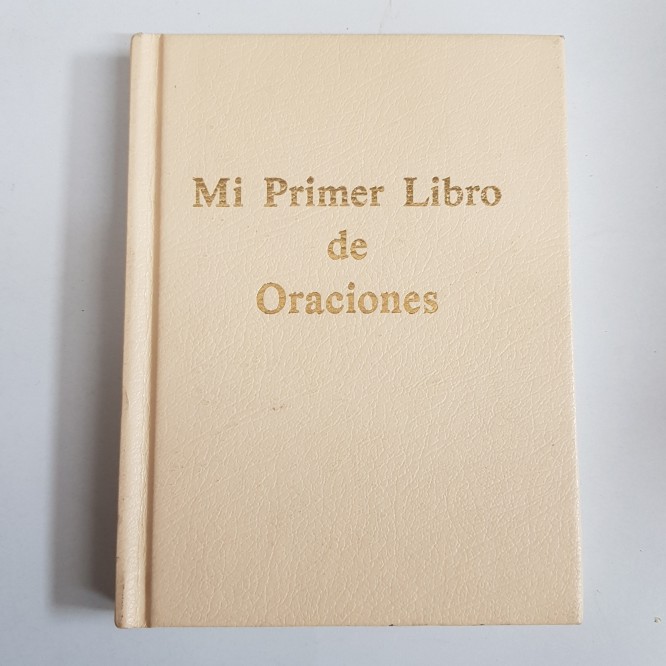 Mi Primer Libro
de
Oraciones